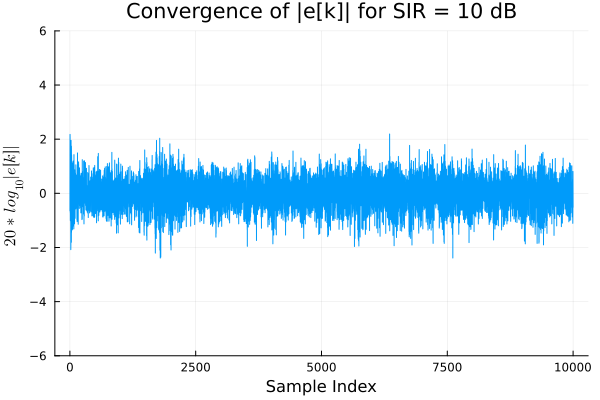 Convergence of |e[k]| for SIR = 10 dB
20 * log₁₀|e[k]|
6
4
2
0
−2
−4
−6
0 2500 5000 7500 10000
Sample Index